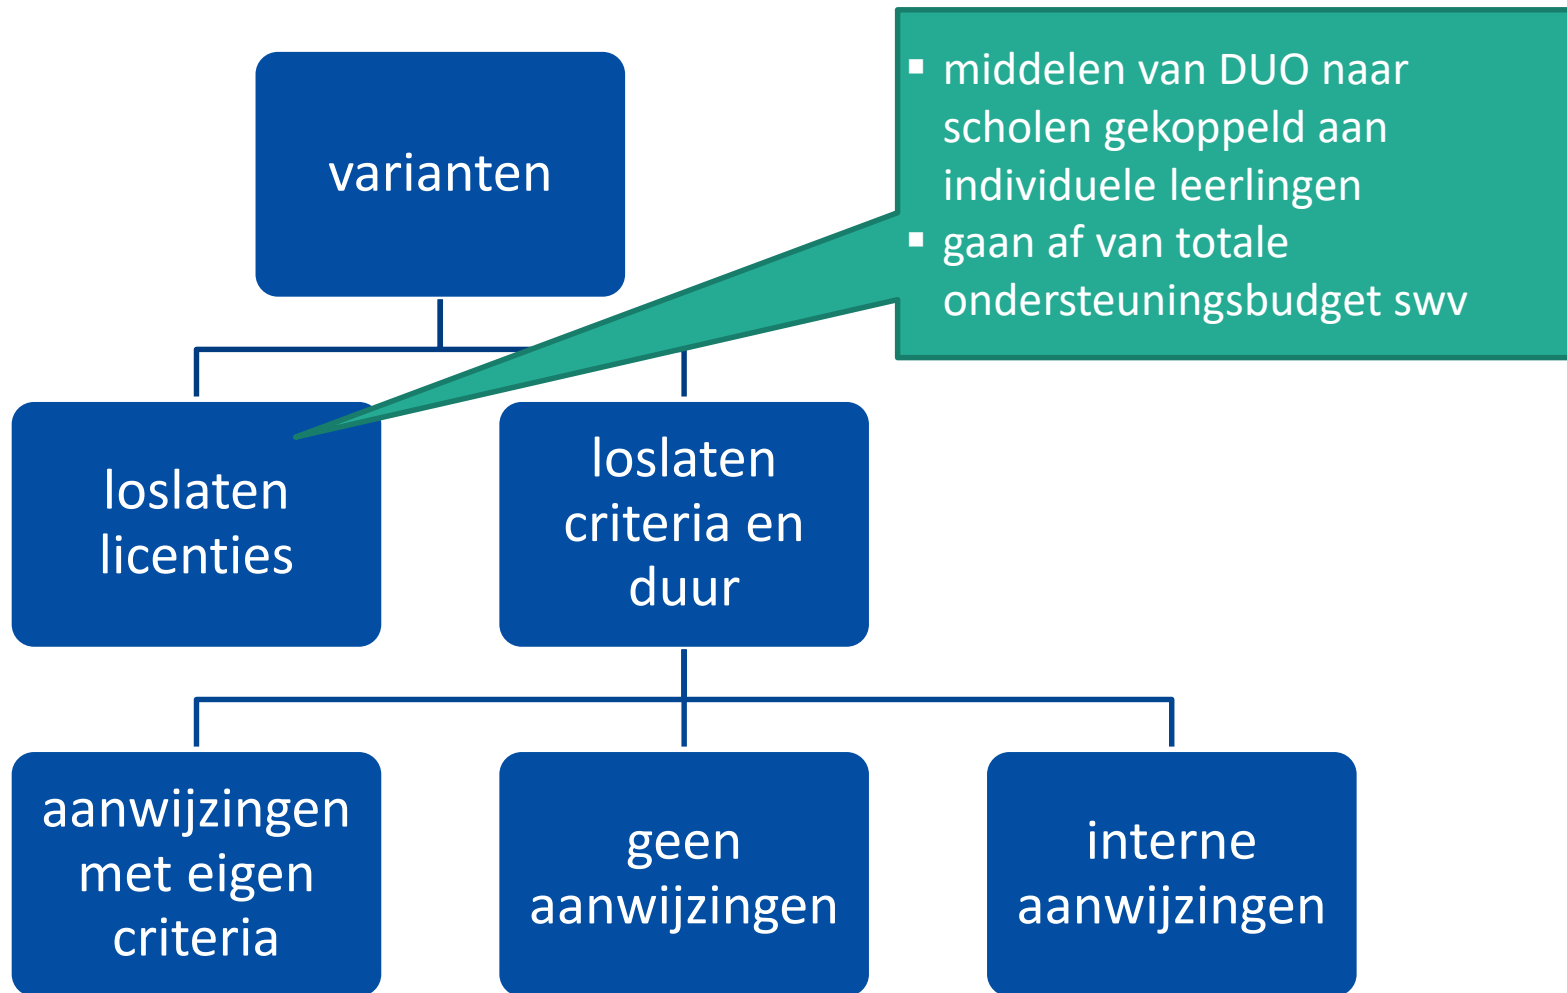 varianten
▪ middelen van DUO naar
scholen gekoppeld aan
individuele leerlingen
▪ gaan af van totale
ondersteuningsbudget swv
loslaten
licenties
loslaten
criteria en
duur
aanwijzingen
met eigen
criteria
geen
aanwijzingen
interne
aanwijzingen